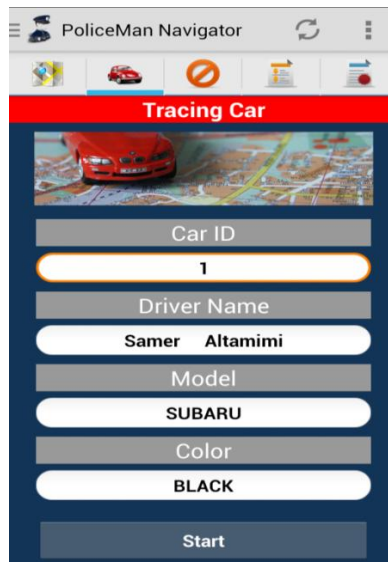 PoliceMan Navigator
Tracing Car
Car ID
1
Driver Name
Samer Altamimi
Model
SUBARU
Color
BLACK
Start